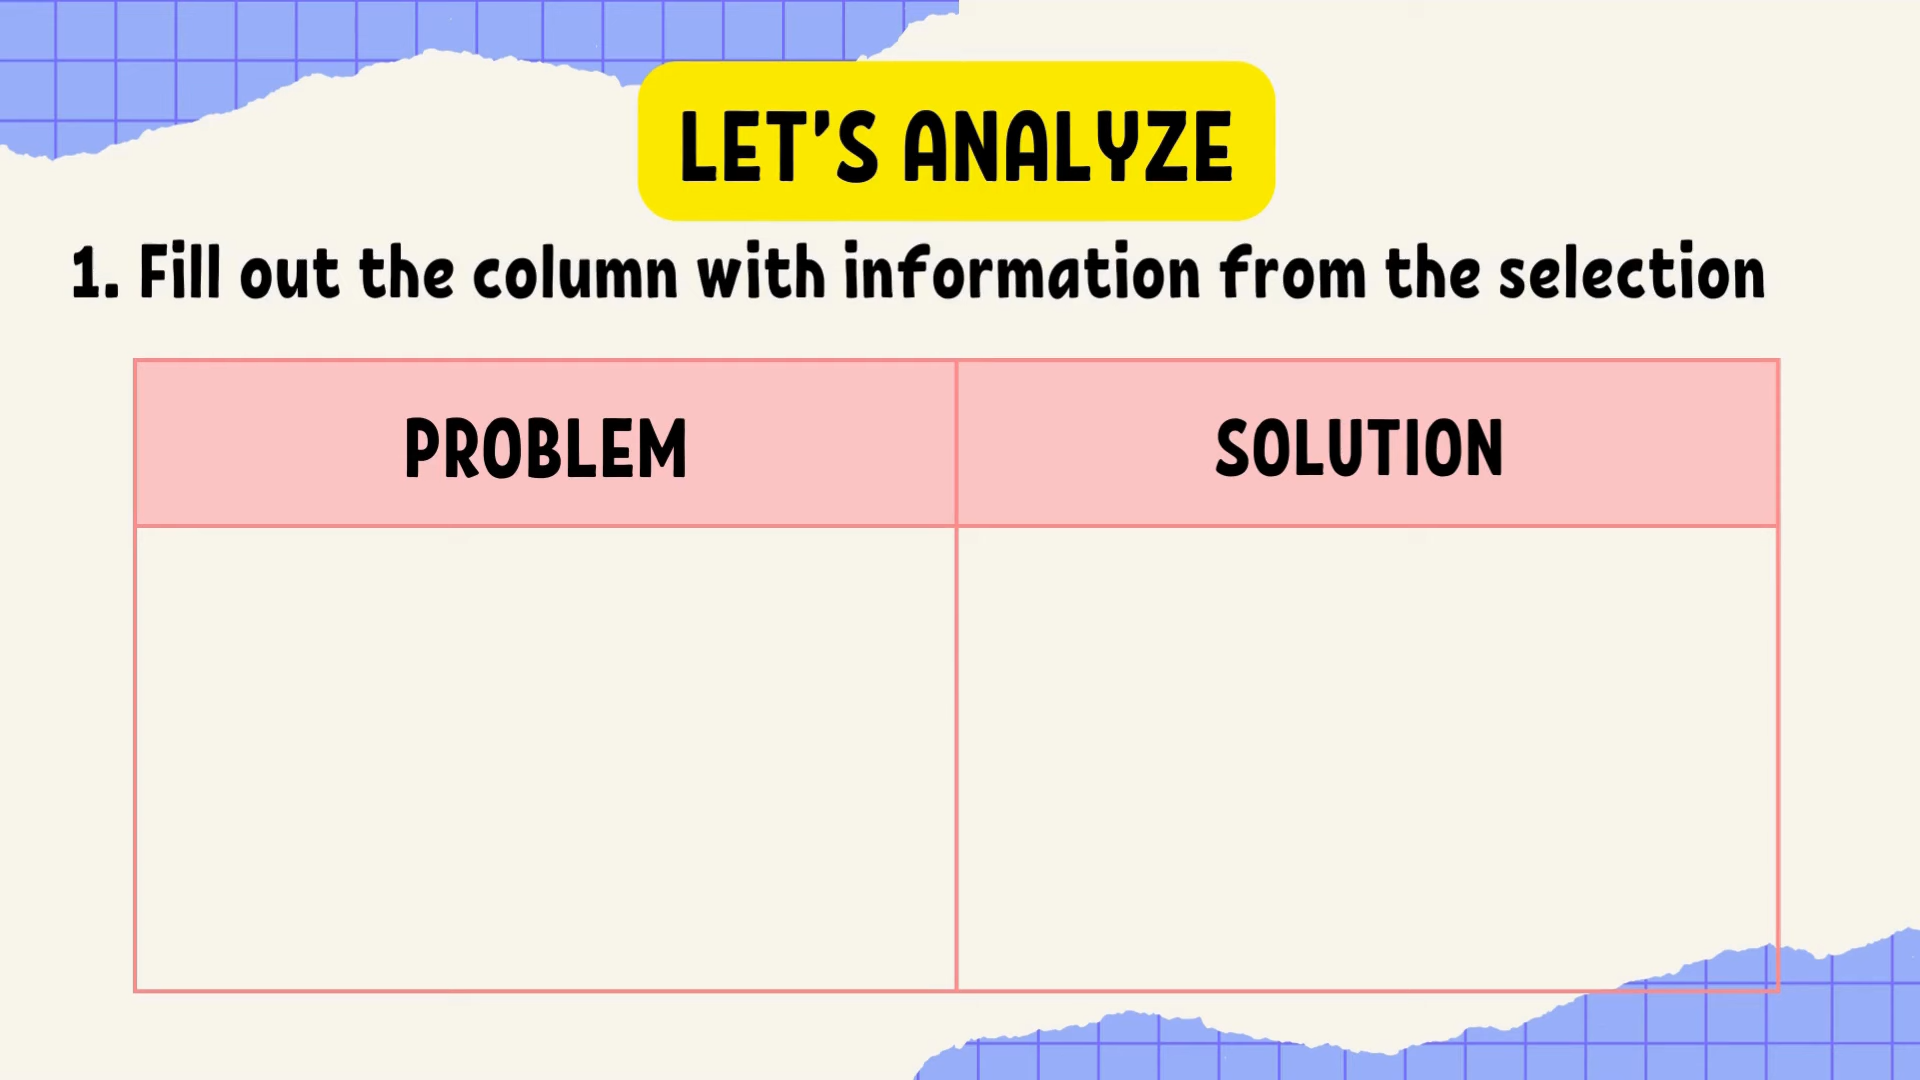 LET'S ANALYZE
1. Fill out the column with information from the selection
PROBLEM
SOLUTION